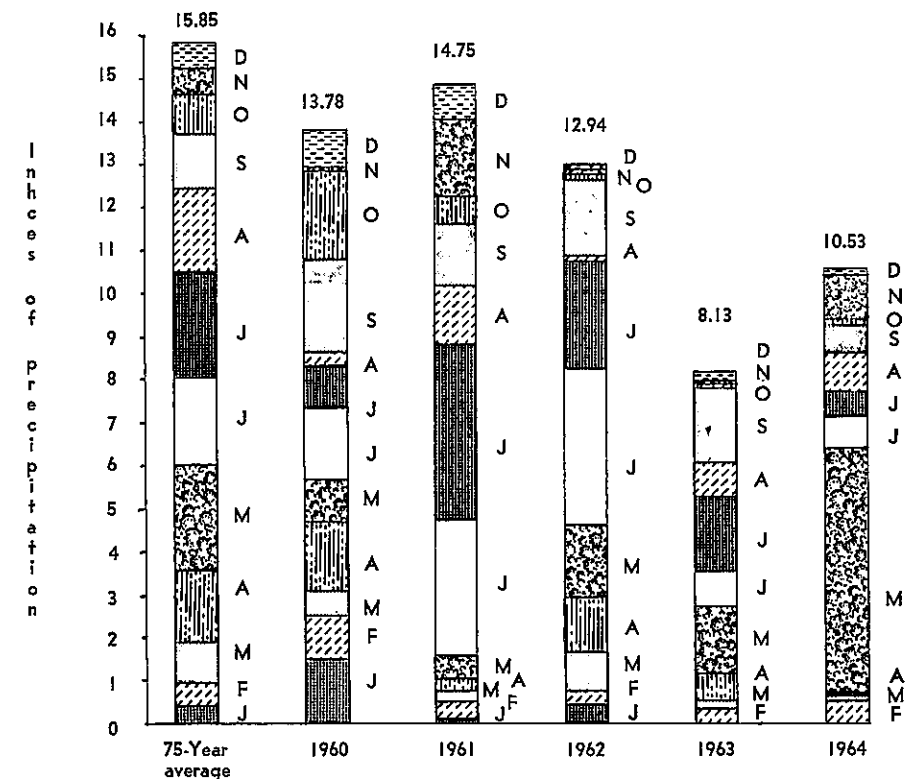 Inhces of precipitation
16
15
14
13
12
11
10
9
8
7
6
5
4
3
2
1
0
15.85
D
N
O
S
A
J
J
M
A
M
F
J
75-Year
average
13.78
D
N
O
S
A
J
J
M
A
M
F
J
1960
14.75
D
N
O
S
A
J
J
M
A
M
F
J
1961
12.94
D
N O
S
A
J
J
M
A
M
F
J
1962
8.13
D
N
O
S
A
J
J
M
A
M
F
1963
10.53
D
N
O
S
A
J
J
M
A
M
F
1964